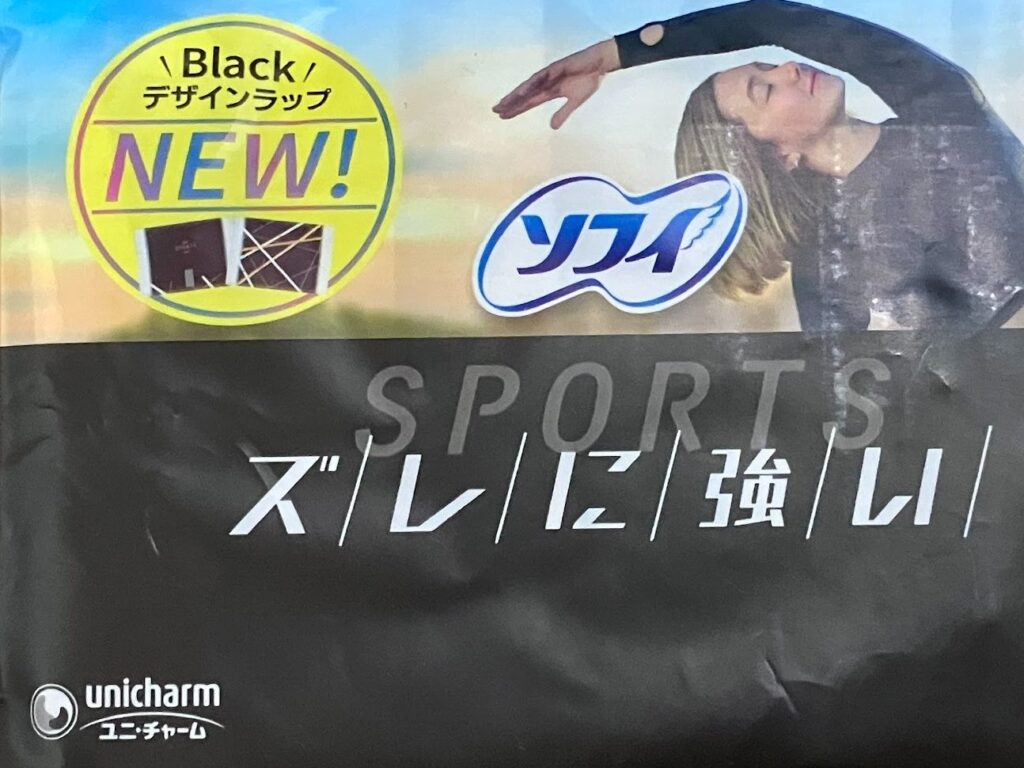 Black
デザインラップ
NEW!
ソフィ
SPORTS
ズレに強い
unicharm
ユニ・チャーム